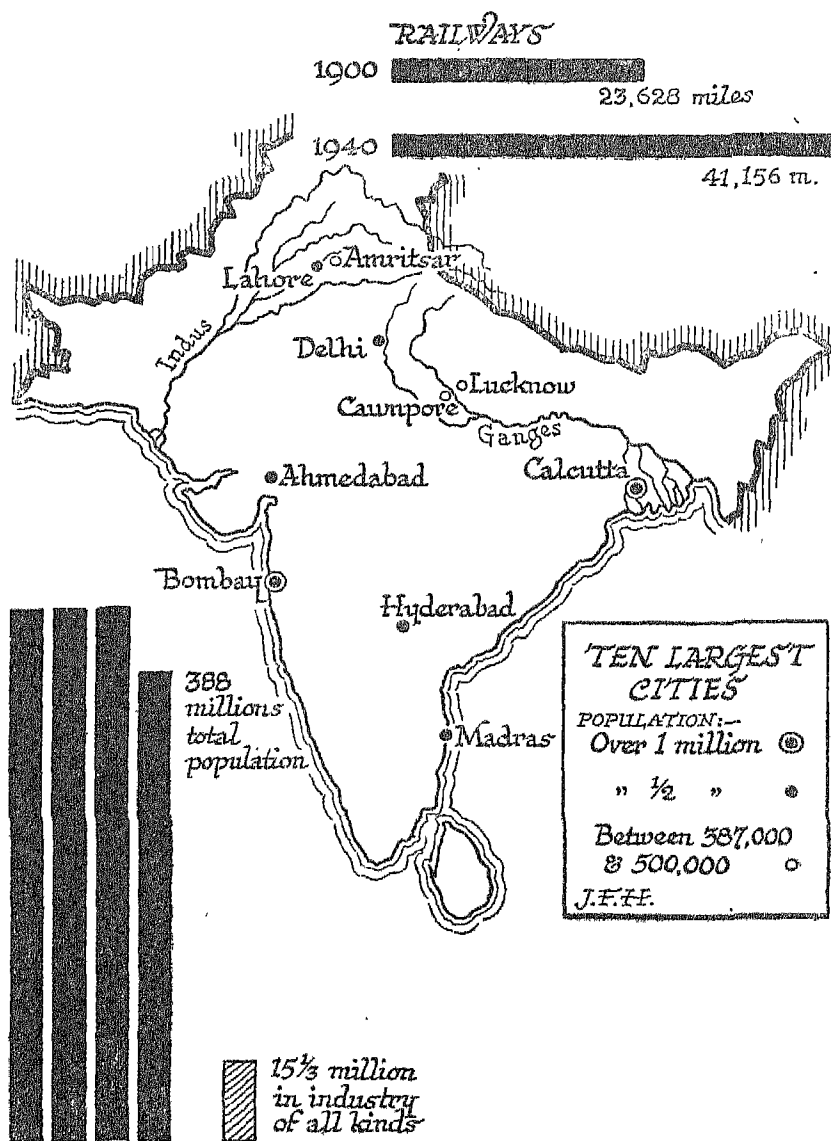 RAILWAYS
1900
23,628 miles
1940
41,156 m.
Amritsar
Lahore
Indus
Delhi
Lucknow
Cawnpore
Ganges
Ahmedabad
Calcutta
Bombay
Hyderabad
388
millions
total
population
Madras
TEN LARGEST
CITIES
POPULATION:—
Over 1 million
" ½ "
Between 387,000
& 500,000
J.F.H.
15⅓ million
in industry
of all kinds